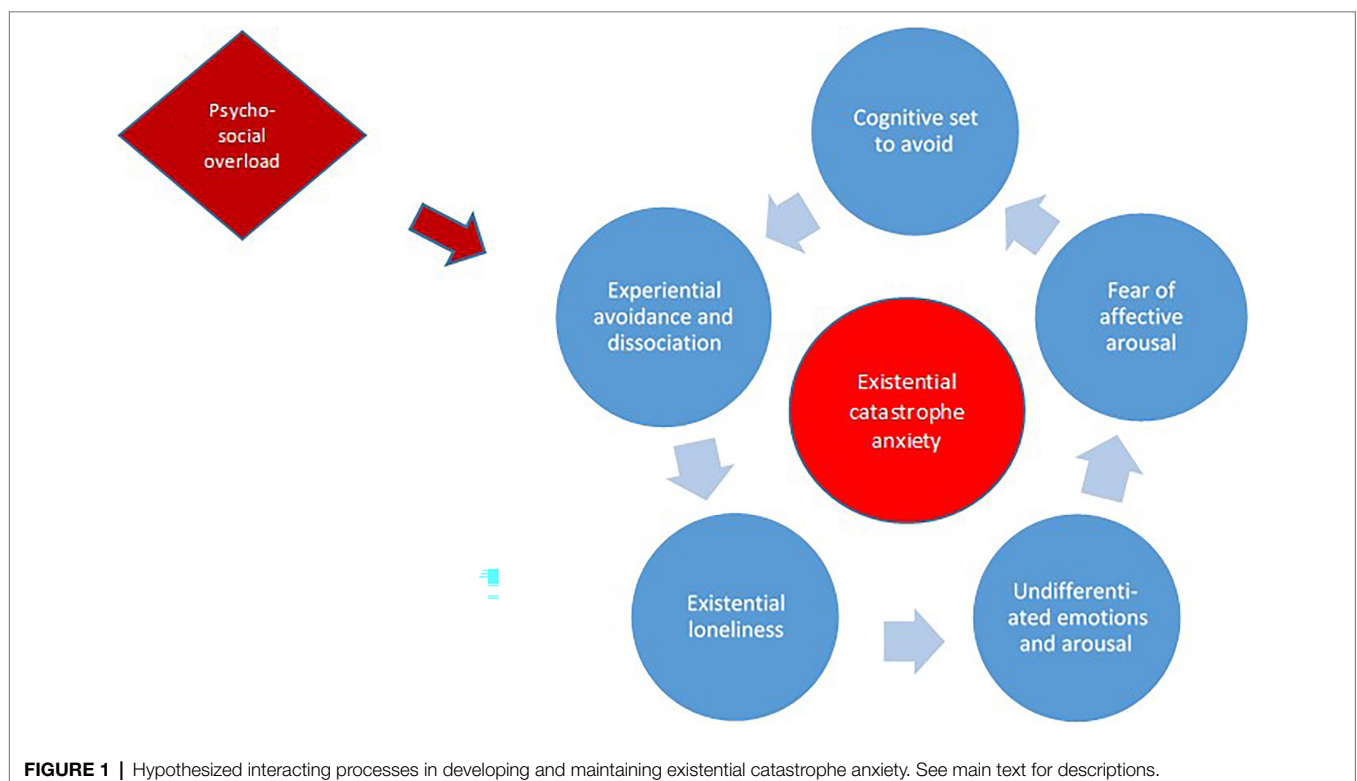 Psycho-
social
overload
Cognitive set
to avoid
Experiential
avoidance and
dissociation
Fear of
affective
arousal
Existential
catastrophe
anxiety
Existential
loneliness
Undifferenti-
ated emotions
and arousal
FIGURE 1 | Hypothesized interacting processes in developing and maintaining existential catastrophe anxiety. See main text for descriptions.